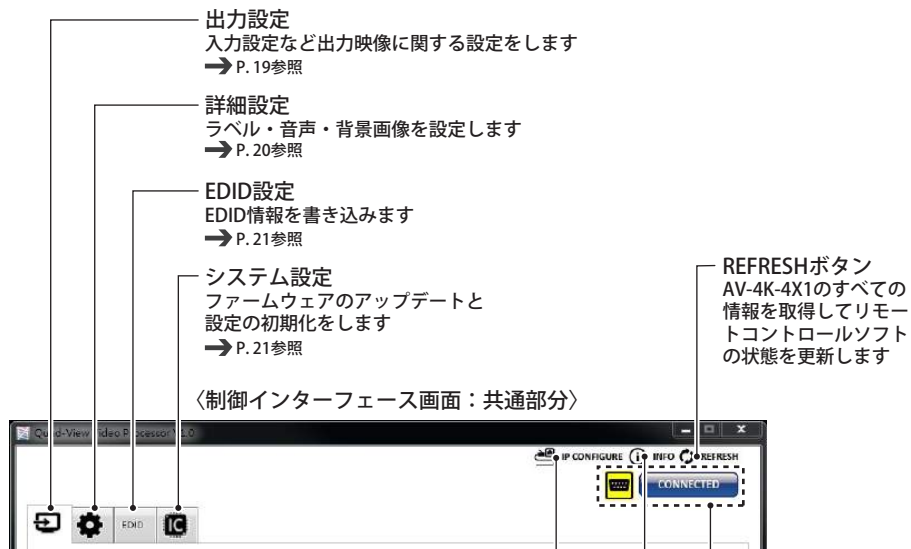 出力設定
入力設定など出力映像に関する設定をします
P. 19参照
詳細設定
ラベル・音声・背景画像を設定します
P. 20参照
EDID設定
EDID情報を書き込みます
P. 21参照
システム設定
ファームウェアのアップデートと
設定の初期化をします
P. 21参照
REFRESHボタン
AV-4K-4X1のすべての
情報を取得してリモー
トコントロールソフト
の状態を更新します
〈制御インターフェース画面：共通部分〉
Quad-View Video Processor V1.0
IP CONFIGURE INFO REFRESH
CONNECTED
EDID
IC